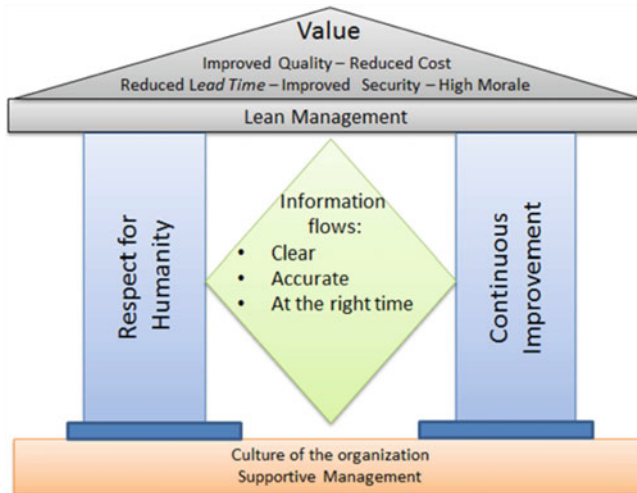 Value
Improved Quality – Reduced Cost
Reduced Lead Time – Improved Security – High Morale
Lean Management
Respect for
Humanity
Information
flows:
• Clear
• Accurate
• At the right time
Continuous
Improvement
Culture of the organization
Supportive Management